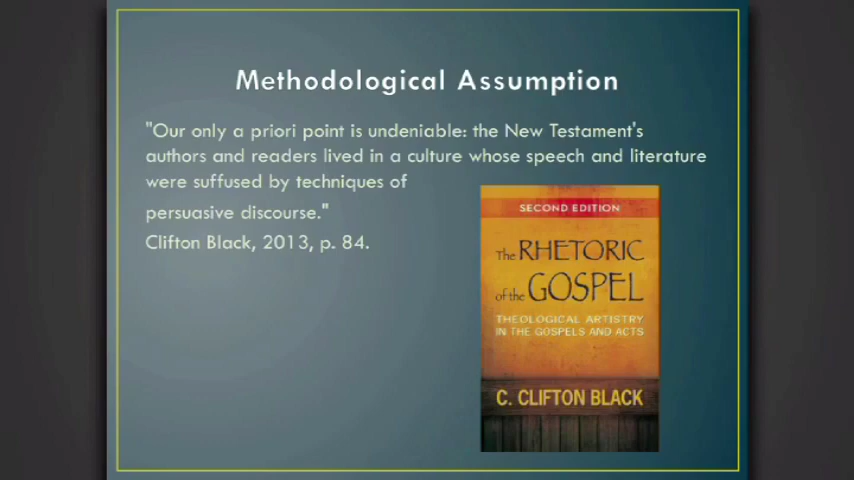 Methodological Assumption
"Our only a priori point is undeniable: the New Testament's
authors and readers lived in a culture whose speech and literature
were suffused by techniques of
persuasive discourse."
Clifton Black, 2013, p. 84.
SECOND EDITION
The RHETORIC
of the GOSPEL
THEOLOGICAL ARTISTRY
IN THE GOSPELS AND ACTS
C. CLIFTON BLACK